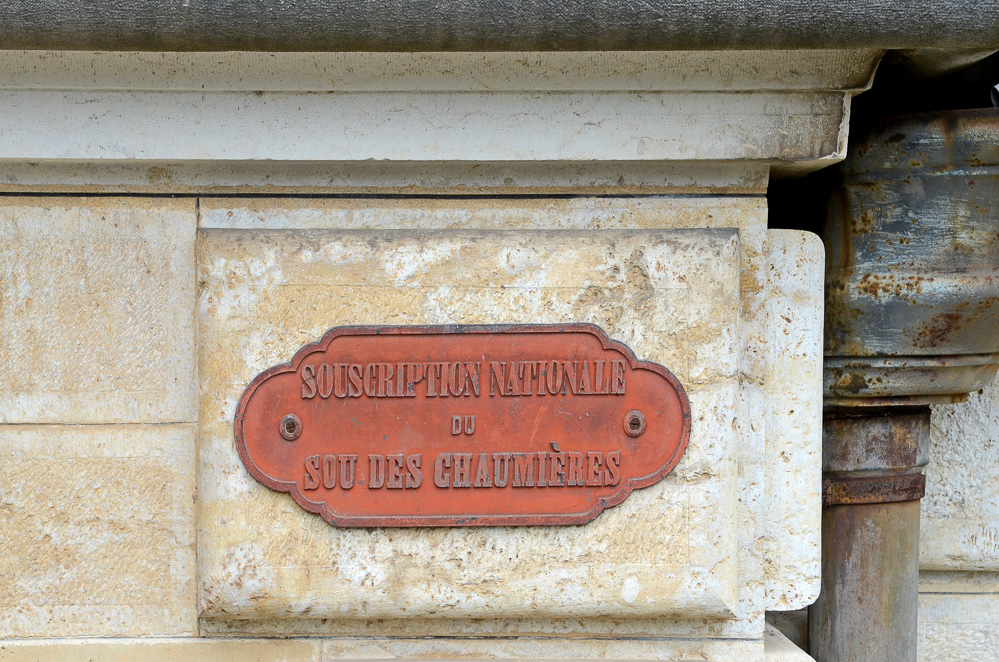 SOUSCRIPTION NATIONALE
DU
SOU DES CHAUMIÈRES